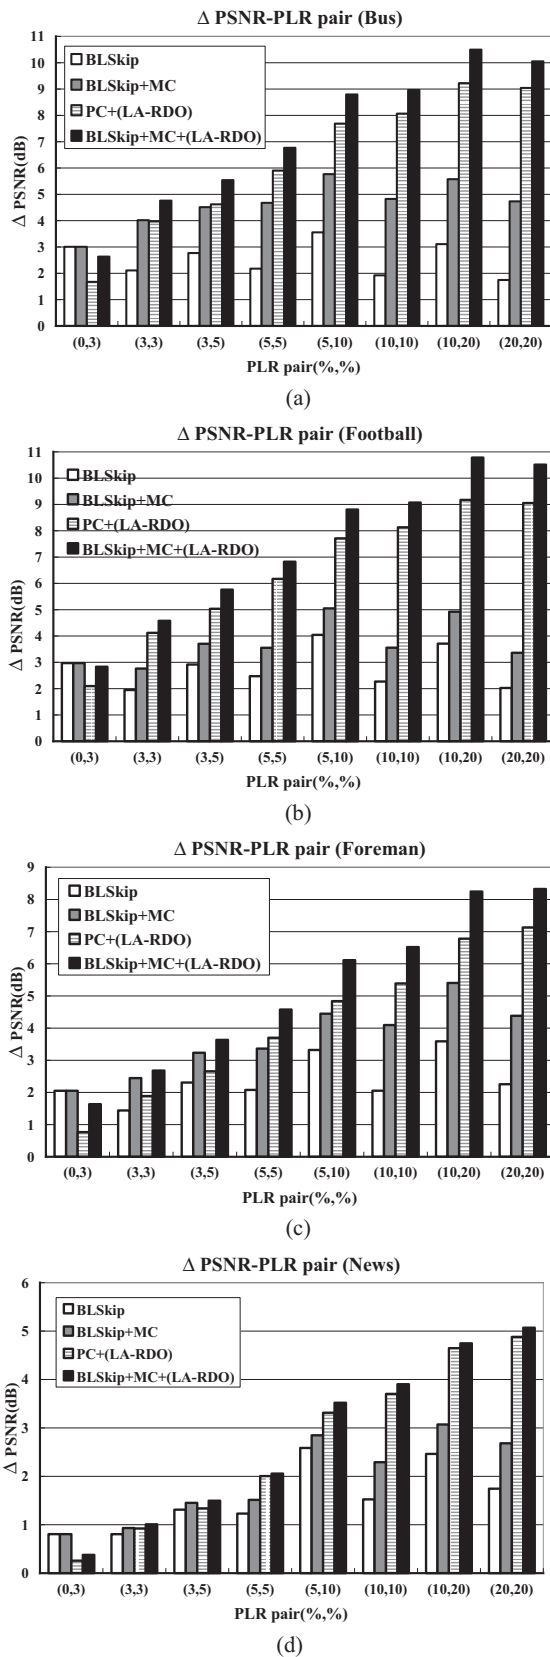 Δ PSNR-PLR pair (Bus)
11
10
9
8
7
6
5
4
3
2
1
0
Δ PSNR(dB)
BLSkip
BLSkip+MC
PC+(LA-RDO)
BLSkip+MC+(LA-RDO)
(0,3) (3,3) (3,5) (5,5) (5,10) (10,10) (10,20) (20,20)
PLR pair(%,%)
(a)
Δ PSNR-PLR pair (Football)
11
10
9
8
7
6
5
4
3
2
1
0
Δ PSNR(dB)
BLSkip
BLSkip+MC
PC+(LA-RDO)
BLSkip+MC+(LA-RDO)
(0,3) (3,3) (3,5) (5,5) (5,10) (10,10) (10,20) (20,20)
PLR pair(%,%)
(b)
Δ PSNR-PLR pair (Foreman)
9
8
7
6
5
4
3
2
1
0
Δ PSNR(dB)
BLSkip
BLSkip+MC
PC+(LA-RDO)
BLSkip+MC+(LA-RDO)
(0,3) (3,3) (3,5) (5,5) (5,10) (10,10) (10,20) (20,20)
PLR pair(%,%)
(c)
Δ PSNR-PLR pair (News)
6
5
4
3
2
1
0
Δ PSNR(dB)
BLSkip
BLSkip+MC
PC+(LA-RDO)
BLSkip+MC+(LA-RDO)
(0,3) (3,3) (3,5) (5,5) (5,10) (10,10) (10,20) (20,20)
PLR pair(%,%)
(d)